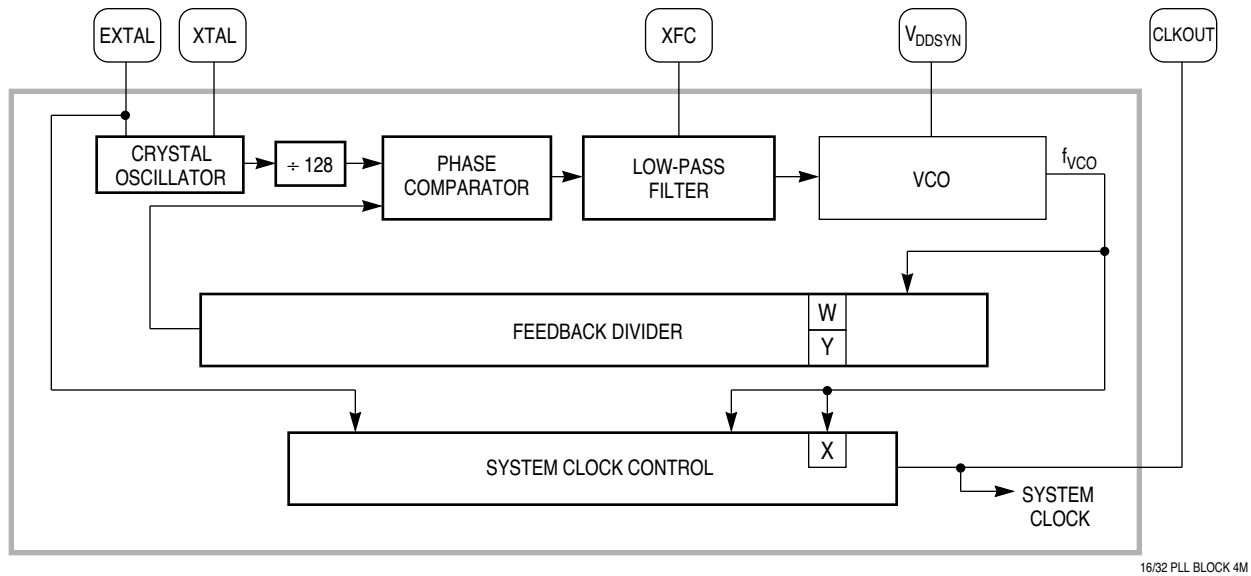 EXTAL
XTAL
XFC
VDDSYN
CLKOUT
CRYSTAL
OSCILLATOR
÷ 128
PHASE
COMPARATOR
LOW-PASS
FILTER
VCO
fVCO
FEEDBACK DIVIDER
W
Y
SYSTEM CLOCK CONTROL
X
SYSTEM
CLOCK
16/32 PLL BLOCK 4M